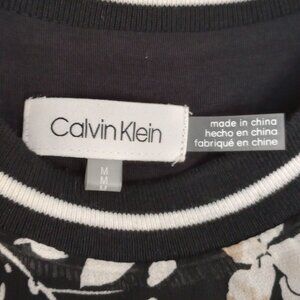 Calvin Klein
made in china
hecho en china
fabriqué en chine
M
M
M